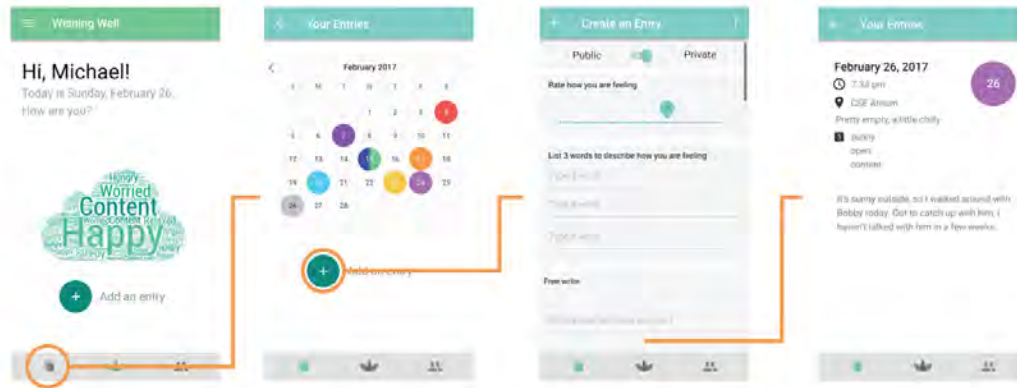 Wishing Well
Hi, Michael!
Today is Sunday, February 26.
How are you?
Hungry
Worried
Content
Content Relaxed
Happy
Add an entry
Your Entries
February 2017
1 2 3
5 6 7 8 9 10 11
12 13 14 15 16 17 18
19 20 21 22 23 24 25
26 27 28
Add an entry
Create an Entry
Public Private
Rate how you are feeling
List 3 words to describe how you are feeling
Type a word
Type a word
Type a word
Free write
Your Entries
February 26, 2017
26
7:33 pm
CSE Atrium
Pretty empty, a little chilly
sunny
open
content
It's sunny outside, so I walked around with
Bobby today. Got to catch up with him, I
haven't talked with him in a few weeks.